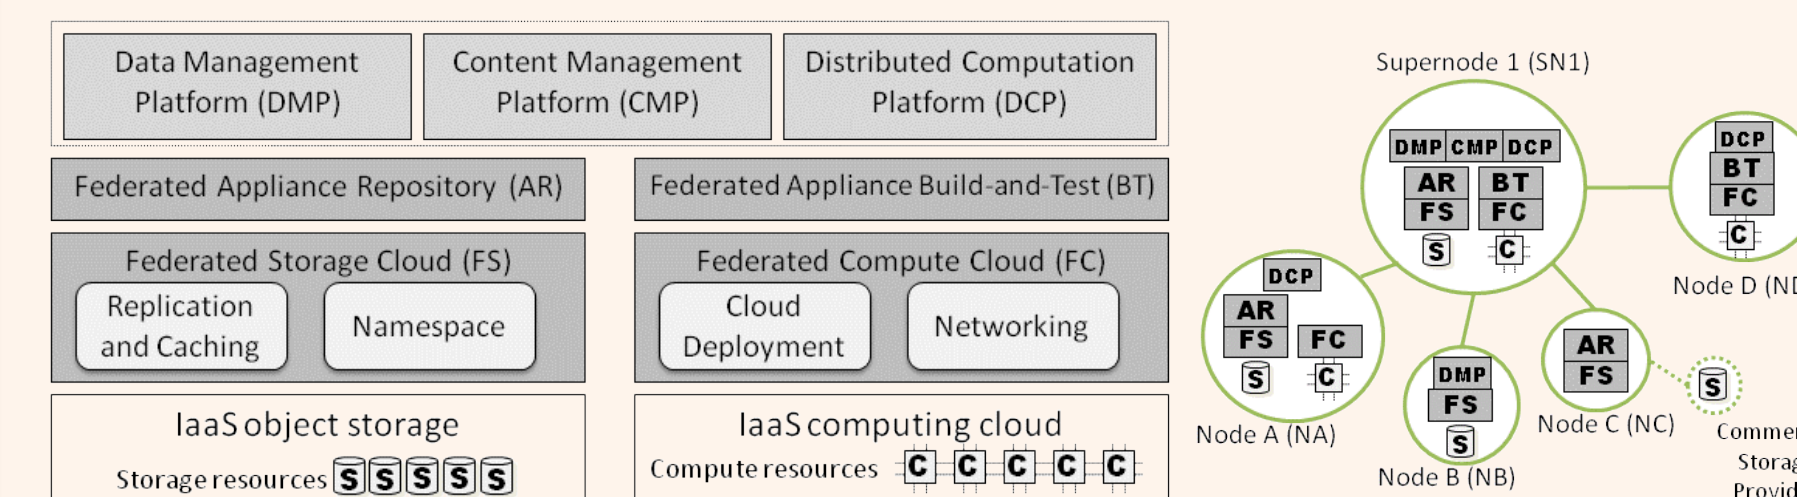 Data Management
Platform (DMP)
Content Management
Platform (CMP)
Distributed Computation
Platform (DCP)
Federated Appliance Repository (AR)
Federated Appliance Build-and-Test (BT)
Federated Storage Cloud (FS)
Replication
and Caching
Namespace
Federated Compute Cloud (FC)
Cloud
Deployment
Networking
IaaS object storage
Storage resources S S S S S
IaaS computing cloud
Compute resources C C C C C
Supernode 1 (SN1)
DMP CMP DCP
AR BT
FS FC
S C
DCP
BT
FC
C
Node D (ND
DCP
AR
FS FC
S C
Node A (NA)
DMP
FS
S
Node B (NB)
AR
FS
Node C (NC)
S